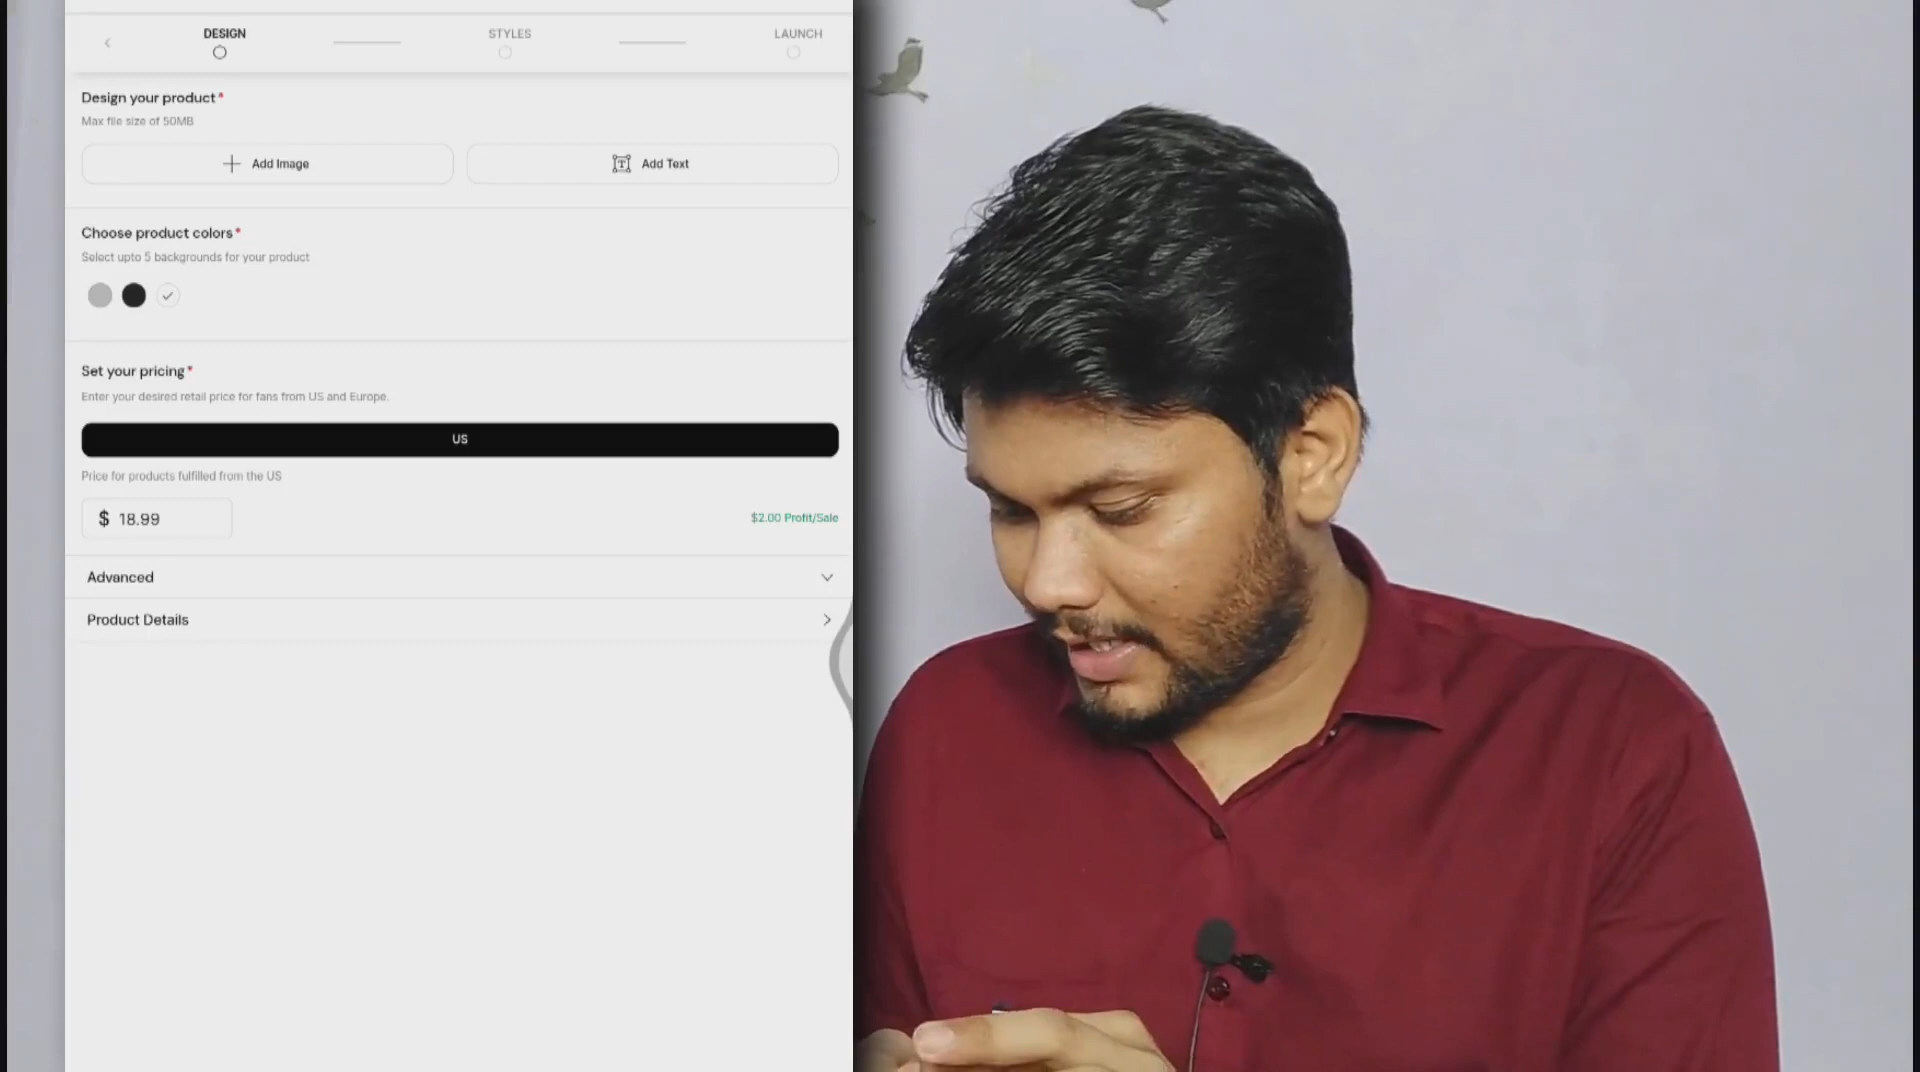 DESIGN
STYLES
LAUNCH
Design your product*
Max file size of 50MB
Add Image
Add Text
Choose product colors*
Select upto 5 backgrounds for your product
Set your pricing*
Enter your desired retail price for fans from US and Europe.
US
Price for products fulfilled from the US
$ 18.99
$2.00 Profit/Sale
Advanced
Product Details